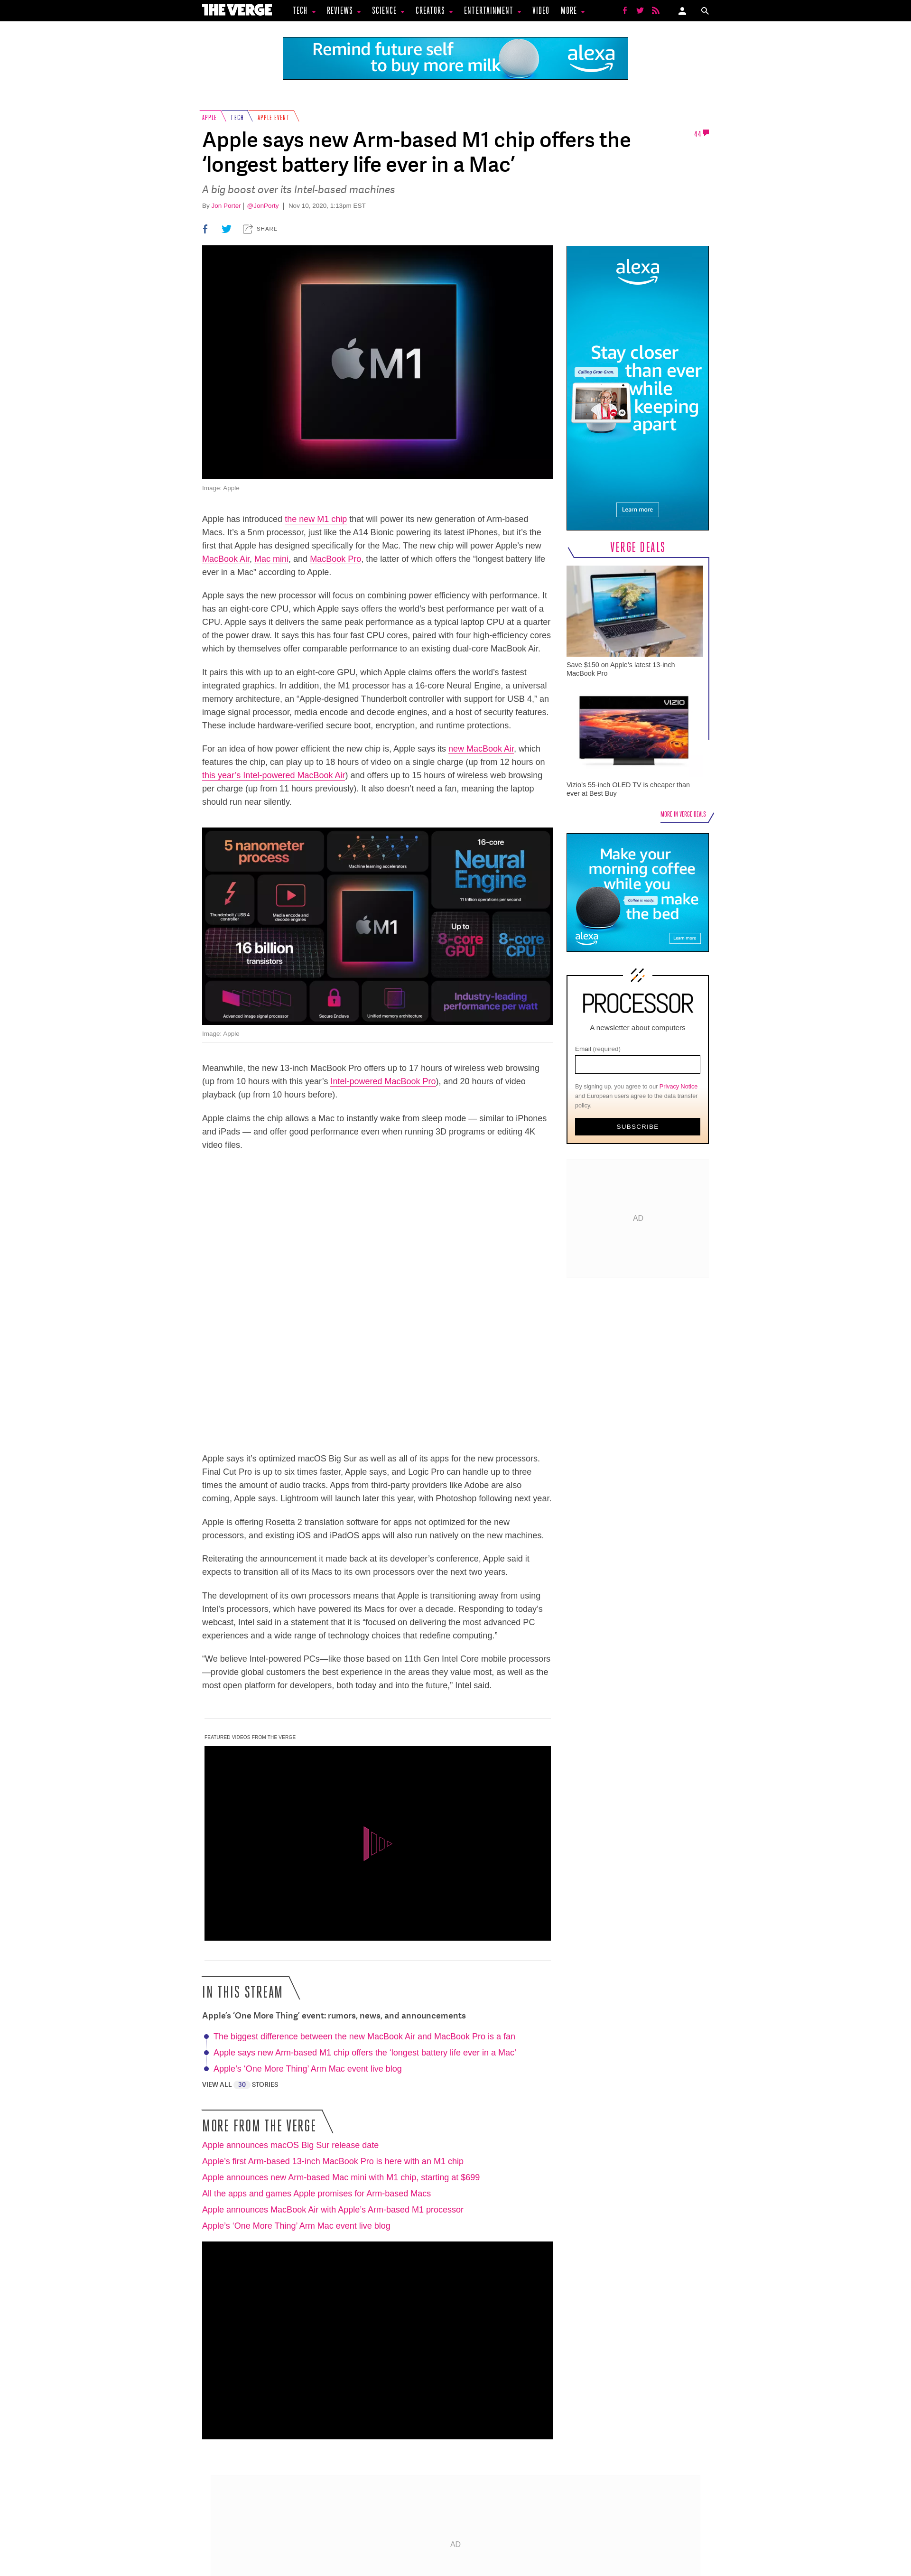 THE VERGE
TECH
REVIEWS
SCIENCE
CREATORS
ENTERTAINMENT
VIDEO
MORE
Remind future self
to buy more milk
alexa
APPLE
TECH
APPLE EVENT
Apple says new Arm-based M1 chip offers the
‘longest battery life ever in a Mac’
44
A big boost over its Intel-based machines
By Jon Porter | @JonPorty | Nov 10, 2020, 1:13pm EST
SHARE
M1
Image: Apple
Apple has introduced the new M1 chip that will power its new generation of Arm-based
Macs. It’s a 5nm processor, just like the A14 Bionic powering its latest iPhones, but it’s the
first that Apple has designed specifically for the Mac. The new chip will power Apple’s new
MacBook Air, Mac mini, and MacBook Pro, the latter of which offers the “longest battery life
ever in a Mac” according to Apple.
Apple says the new processor will focus on combining power efficiency with performance. It
has an eight-core CPU, which Apple says offers the world’s best performance per watt of a
CPU. Apple says it delivers the same peak performance as a typical laptop CPU at a quarter
of the power draw. It says this has four fast CPU cores, paired with four high-efficiency cores
which by themselves offer comparable performance to an existing dual-core MacBook Air.
It pairs this with up to an eight-core GPU, which Apple claims offers the world’s fastest
integrated graphics. In addition, the M1 processor has a 16-core Neural Engine, a universal
memory architecture, an “Apple-designed Thunderbolt controller with support for USB 4,” an
image signal processor, media encode and decode engines, and a host of security features.
These include hardware-verified secure boot, encryption, and runtime protections.
For an idea of how power efficient the new chip is, Apple says its new MacBook Air, which
features the chip, can play up to 18 hours of video on a single charge (up from 12 hours on
this year’s Intel-powered MacBook Air) and offers up to 15 hours of wireless web browsing
per charge (up from 11 hours previously). It also doesn’t need a fan, meaning the laptop
should run near silently.
5 nanometer
process
Machine learning accelerators
16-core
Neural
Engine
11 trillion operations per second
Thunderbolt / USB 4
controller
Media encode and
decode engines
M1
Up to
8-core
GPU
8-core
CPU
16 billion
transistors
Advanced image signal processor
Secure Enclave
Unified memory architecture
Industry-leading
performance per watt
Image: Apple
Meanwhile, the new 13-inch MacBook Pro offers up to 17 hours of wireless web browsing
(up from 10 hours with this year’s Intel-powered MacBook Pro), and 20 hours of video
playback (up from 10 hours before).
Apple claims the chip allows a Mac to instantly wake from sleep mode — similar to iPhones
and iPads — and offer good performance even when running 3D programs or editing 4K
video files.
Apple says it’s optimized macOS Big Sur as well as all of its apps for the new processors.
Final Cut Pro is up to six times faster, Apple says, and Logic Pro can handle up to three
times the amount of audio tracks. Apps from third-party providers like Adobe are also
coming, Apple says. Lightroom will launch later this year, with Photoshop following next year.
Apple is offering Rosetta 2 translation software for apps not optimized for the new
processors, and existing iOS and iPadOS apps will also run natively on the new machines.
Reiterating the announcement it made back at its developer’s conference, Apple said it
expects to transition all of its Macs to its own processors over the next two years.
The development of its own processors means that Apple is transitioning away from using
Intel’s processors, which have powered its Macs for over a decade. Responding to today’s
webcast, Intel said in a statement that it is “focused on delivering the most advanced PC
experiences and a wide range of technology choices that redefine computing.”
“We believe Intel-powered PCs—like those based on 11th Gen Intel Core mobile processors
—provide global customers the best experience in the areas they value most, as well as the
most open platform for developers, both today and into the future,” Intel said.
FEATURED VIDEOS FROM THE VERGE
IN THIS STREAM
Apple’s ‘One More Thing’ event: rumors, news, and announcements
The biggest difference between the new MacBook Air and MacBook Pro is a fan
Apple says new Arm-based M1 chip offers the ‘longest battery life ever in a Mac’
Apple’s ‘One More Thing’ Arm Mac event live blog
VIEW ALL 30 STORIES
MORE FROM THE VERGE
Apple announces macOS Big Sur release date
Apple’s first Arm-based 13-inch MacBook Pro is here with an M1 chip
Apple announces new Arm-based Mac mini with M1 chip, starting at $699
All the apps and games Apple promises for Arm-based Macs
Apple announces MacBook Air with Apple’s Arm-based M1 processor
Apple’s ‘One More Thing’ Arm Mac event live blog
alexa
Stay closer
than ever
while
keeping
apart
Calling Gran Gran.
Learn more
VERGE DEALS
Save $150 on Apple’s latest 13-inch
MacBook Pro
VIZIO
Vizio’s 55-inch OLED TV is cheaper than
ever at Best Buy
MORE IN VERGE DEALS
Make your
morning coffee
while you
make
the bed
Coffee is ready.
alexa
Learn more
PROCESSOR
A newsletter about computers
Email (required)
By signing up, you agree to our Privacy Notice
and European users agree to the data transfer
policy.
SUBSCRIBE
AD
AD